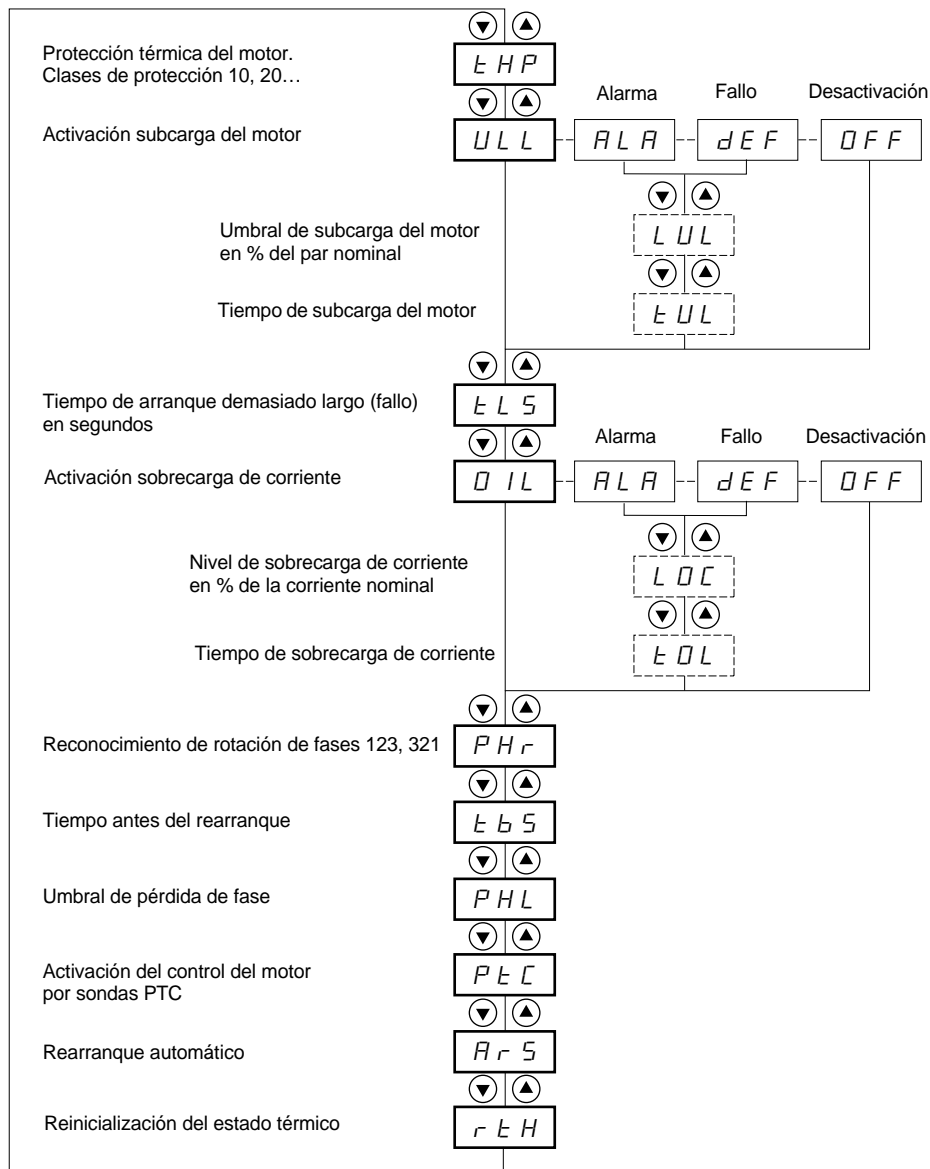 Protección térmica del motor.
Clases de protección 10, 20…
tHP
Alarma Fallo Desactivación
Activación subcarga del motor
ULL ALA dEF OFF
Umbral de subcarga del motor
en % del par nominal
LUL
Tiempo de subcarga del motor
tUL
Tiempo de arranque demasiado largo (fallo)
en segundos
tLS
Alarma Fallo Desactivación
Activación sobrecarga de corriente
OIL ALA dEF OFF
Nivel de sobrecarga de corriente
en % de la corriente nominal
LOC
Tiempo de sobrecarga de corriente
tOL
Reconocimiento de rotación de fases 123, 321
PHr
Tiempo antes del rearranque
tbS
Umbral de pérdida de fase
PHL
Activación del control del motor
por sondas PTC
PtC
Rearranque automático
ArS
Reinicialización del estado térmico
rtH